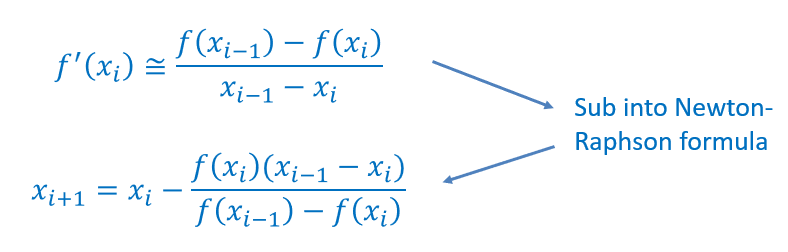 f′(xᵢ) ≅ (f(xᵢ₋₁) − f(xᵢ)) / (xᵢ₋₁ − xᵢ)
Sub into Newton-
Raphson formula
xᵢ₊₁ = xᵢ − (f(xᵢ)(xᵢ₋₁ − xᵢ)) / (f(xᵢ₋₁) − f(xᵢ))